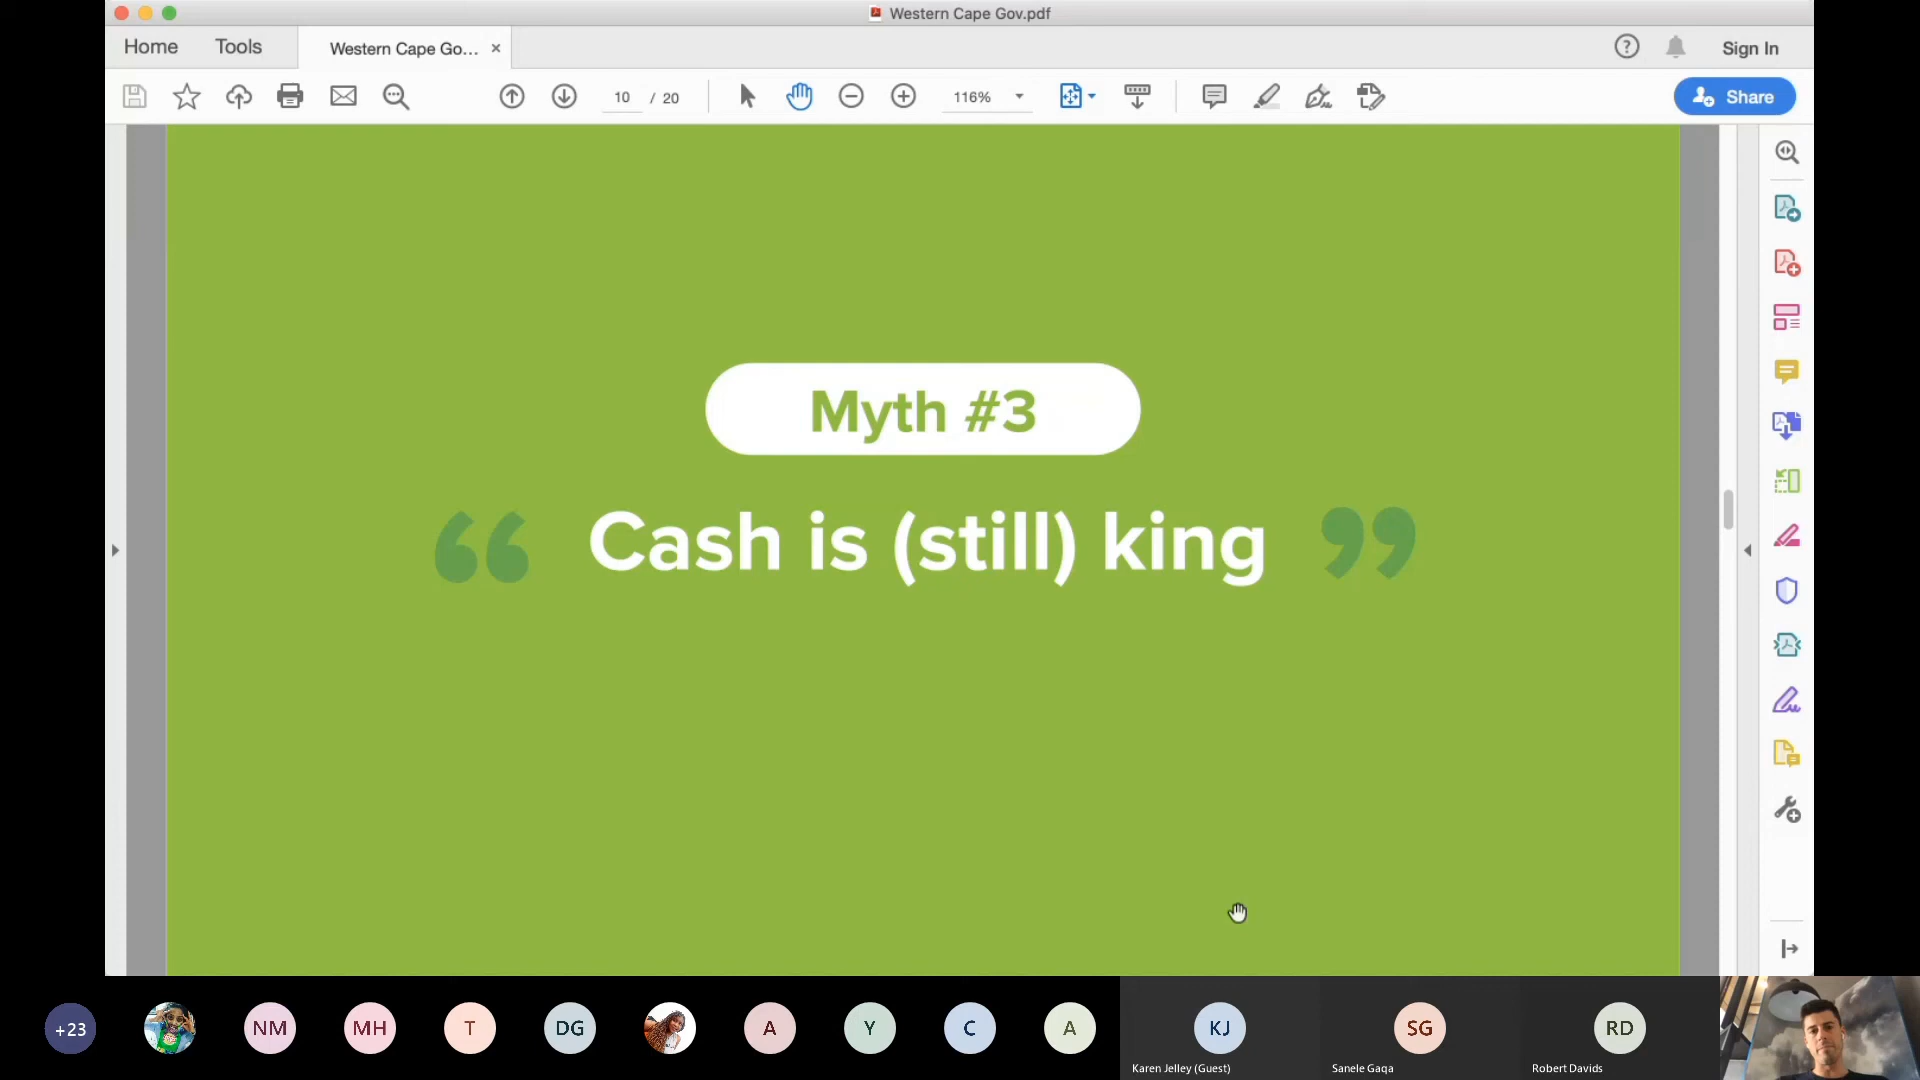 Western Cape Gov.pdf
Home
Tools
Western Cape Go... ×
Sign In
10 / 20
116%
Share
Myth #3
“ Cash is (still) king ”
+23
NM
MH
T
DG
A
Y
C
A
KJ
SG
RD
Karen Jelley (Guest)
Sanele Gaqa
Robert Davids